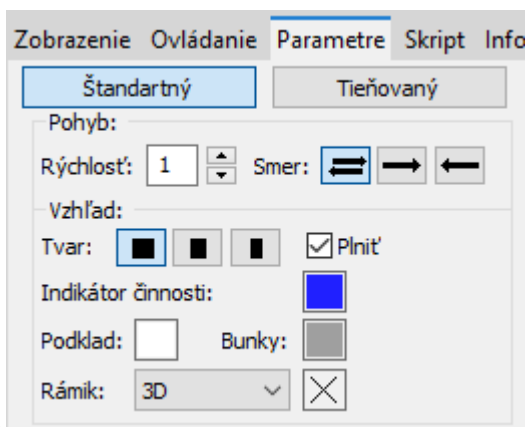 Zobrazenie Ovládanie Parametre Skript Info
Štandartný Tieňovaný
Pohyb:
Rýchlosť: 1 Smer:
Vzhľad:
Tvar: Plniť
Indikátor činnosti:
Podklad: Bunky:
Rámik: 3D